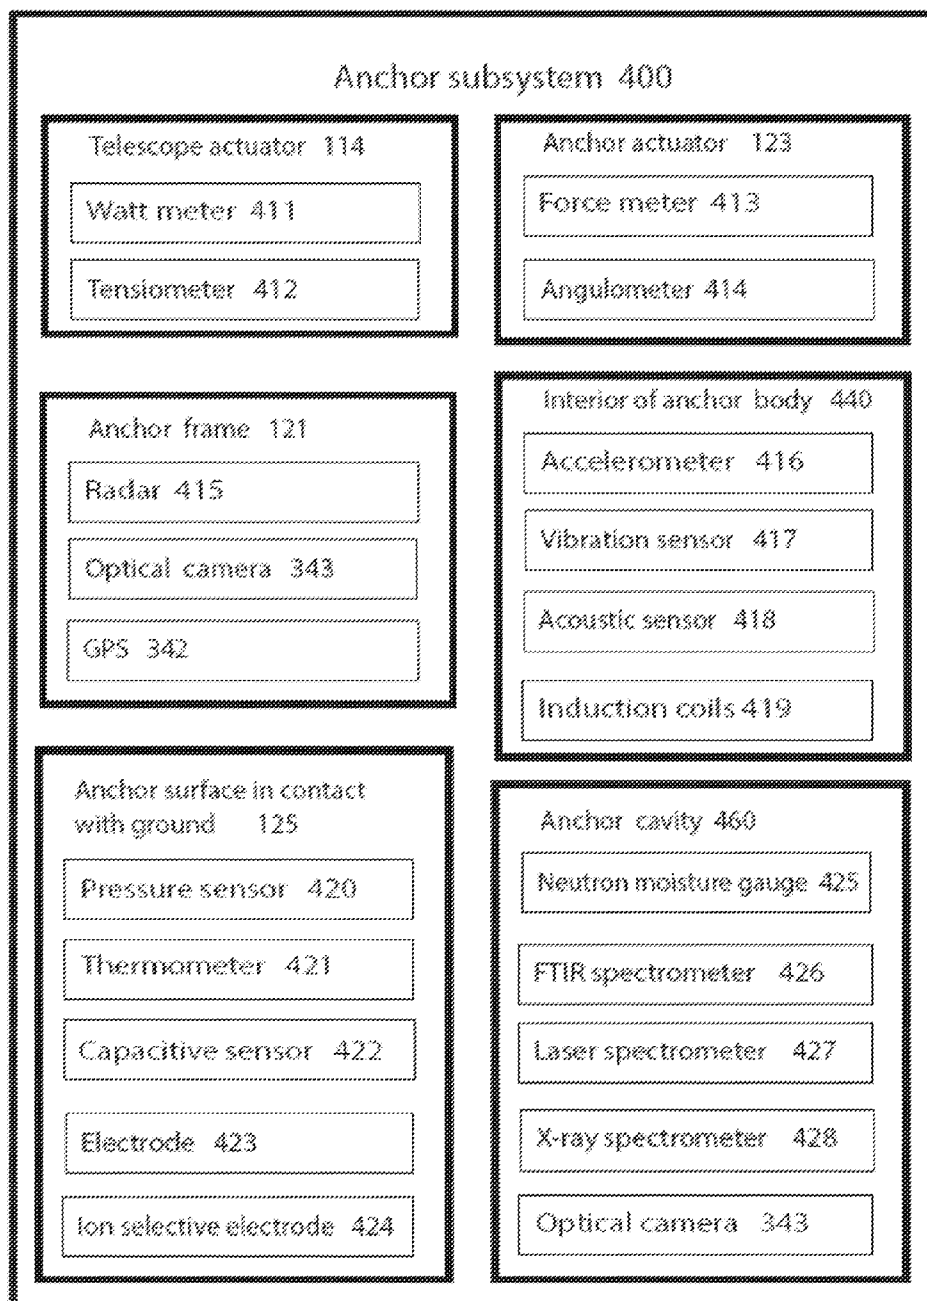 Anchor subsystem 400
Telescope actuator 114
Watt meter 411
Tensiometer 412
Anchor actuator 123
Force meter 413
Angulometer 414
Anchor frame 121
Radar 415
Optical camera 343
GPS 342
Interior of anchor body 440
Accelerometer 416
Vibration sensor 417
Acoustic sensor 418
Induction coils 419
Anchor surface in contact
with ground 125
Pressure sensor 420
Thermometer 421
Capacitive sensor 422
Electrode 423
Ion selective electrode 424
Anchor cavity 460
Neutron moisture gauge 425
FTIR spectrometer 426
Laser spectrometer 427
X-ray spectrometer 428
Optical camera 343